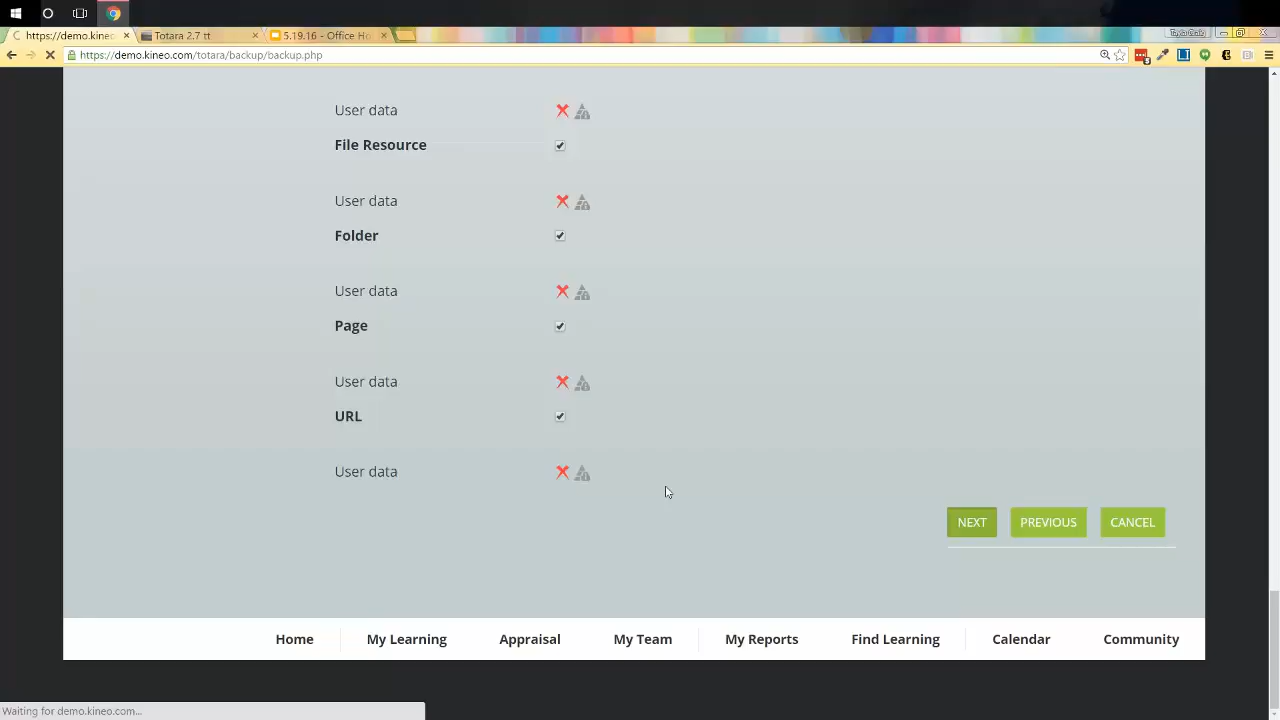 https://demo.kineo
Totara 2.7 tt
5.19.16 - Office Ho
https://demo.kineo.com/totara/backup/backup.php
User data
File Resource
User data
Folder
User data
Page
User data
URL
User data
NEXT
PREVIOUS
CANCEL
Home
My Learning
Appraisal
My Team
My Reports
Find Learning
Calendar
Community
Waiting for demo.kineo.com...